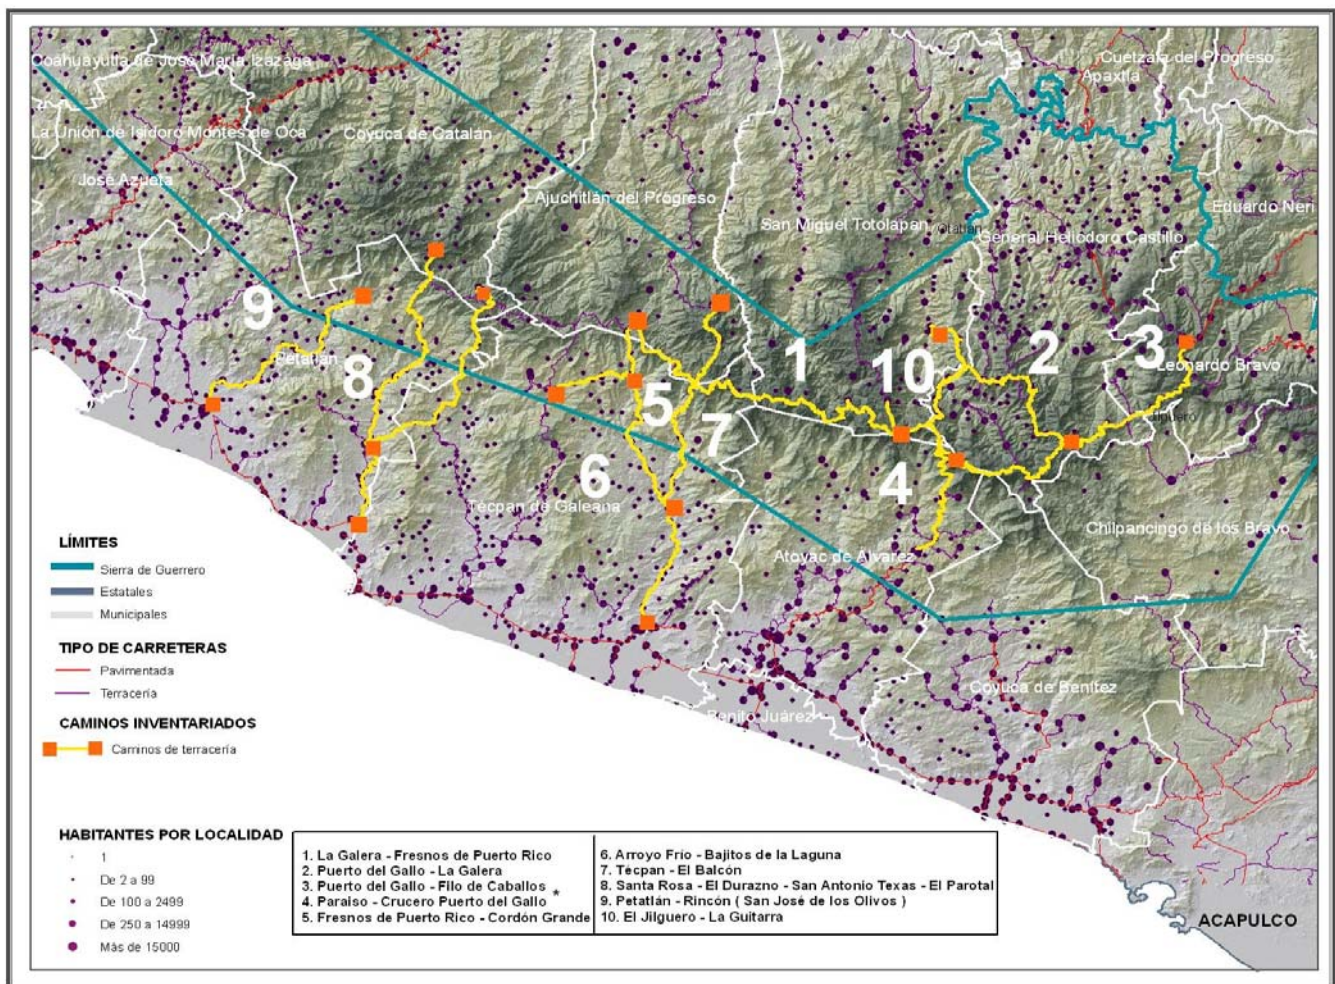 Coahuayutla de José María Izazaga
Cuetzala del Progreso
Apaxtla
La Unión de Isidoro Montes de Oca
Coyuca de Catalán
José Azueta
Ajuchitlán del Progreso
Eduardo Neri
San Miguel Totolapan
Otatlán
General Heliodoro Castillo
9
1
2
3
10
Petatlán
8
Leonardo Bravo
5
7
Jilguero
6
4
Técpan de Galeana
Chilpancingo de los Bravo
Atoyac de Alvarez
LÍMITES
Sierra de Guerrero
Estatales
Municipales
TIPO DE CARRETERAS
Pavimentada
Terracería
Coyuca de Benítez
Benito Juárez
CAMINOS INVENTARIADOS
Caminos de terracería
HABITANTES POR LOCALIDAD
1
De 2 a 99
De 100 a 2499
De 250 a 14999
Más de 15000
1. La Galera - Fresnos de Puerto Rico
2. Puerto del Gallo - La Galera
3. Puerto del Gallo - Filo de Caballos *
4. Paraiso - Crucero Puerto del Gallo
5. Fresnos de Puerto Rico - Cordón Grande
6. Arroyo Frío - Bajitos de la Laguna
7. Técpan - El Balcón
8. Santa Rosa - El Durazno - San Antonio Texas - El Parotal
9. Petatlán - Rincón ( San José de los Olivos )
10. El Jilguero - La Guitarra
ACAPULCO